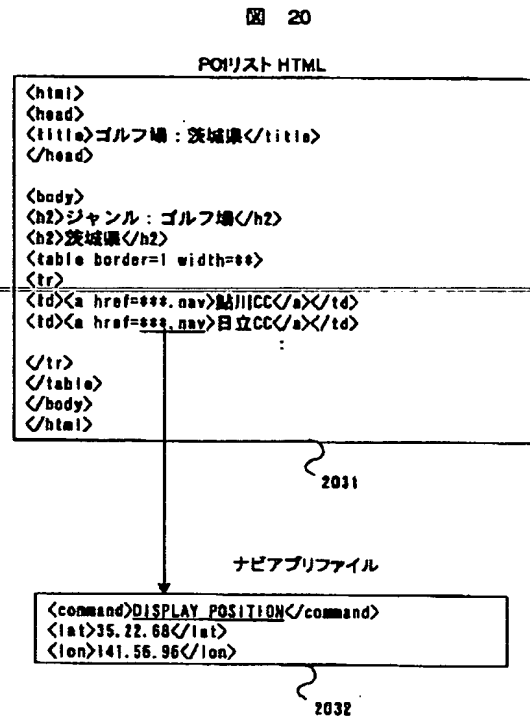 図 20
POIリスト HTML
<html>
<head>
<title>ゴルフ場：茨城県</title>
</head>
<body>
<h2>ジャンル：ゴルフ場</h2>
<h2>茨城県</h2>
<table border=1 width=**>
<tr>
<td><a href=***.nav>鮎川CC</a></td>
<td><a href=***.nav>日立CC</a></td>
:
</tr>
</table>
</body>
</html>
2031
ナビアプリファイル
<command>DISPLAY POSITION</command>
<lat>35.22.68</lat>
<lon>141.56.96</lon>
2032